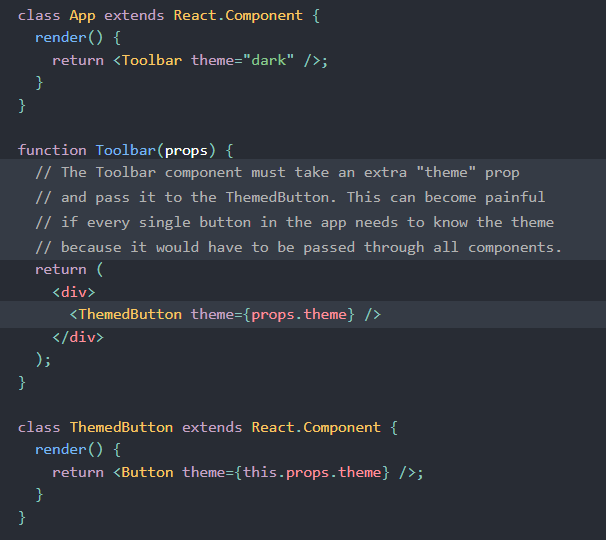 class App extends React.Component {
  render() {
    return <Toolbar theme="dark" />;
  }
}

function Toolbar(props) {
  // The Toolbar component must take an extra "theme" prop
  // and pass it to the ThemedButton. This can become painful
  // if every single button in the app needs to know the theme
  // because it would have to be passed through all components.
  return (
    <div>
      <ThemedButton theme={props.theme} />
    </div>
  );
}

class ThemedButton extends React.Component {
  render() {
    return <Button theme={this.props.theme} />;
  }
}